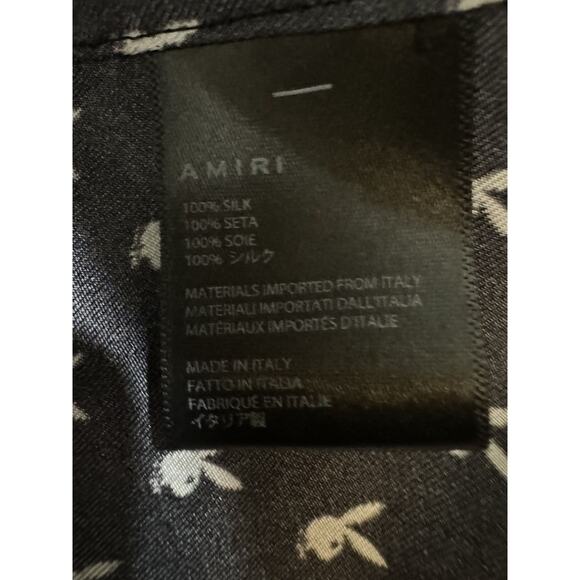 AMIRI
100% SILK
100% SETA
100% SOIE
100% シルク
MATERIALS IMPORTED FROM ITALY
MATERIALI IMPORTATI DALL'ITALIA
MATÉRIAUX IMPORTÉS D'ITALIE
MADE IN ITALY
FATTO IN ITALIA
FABRIQUÉ EN ITALIE
イタリア製